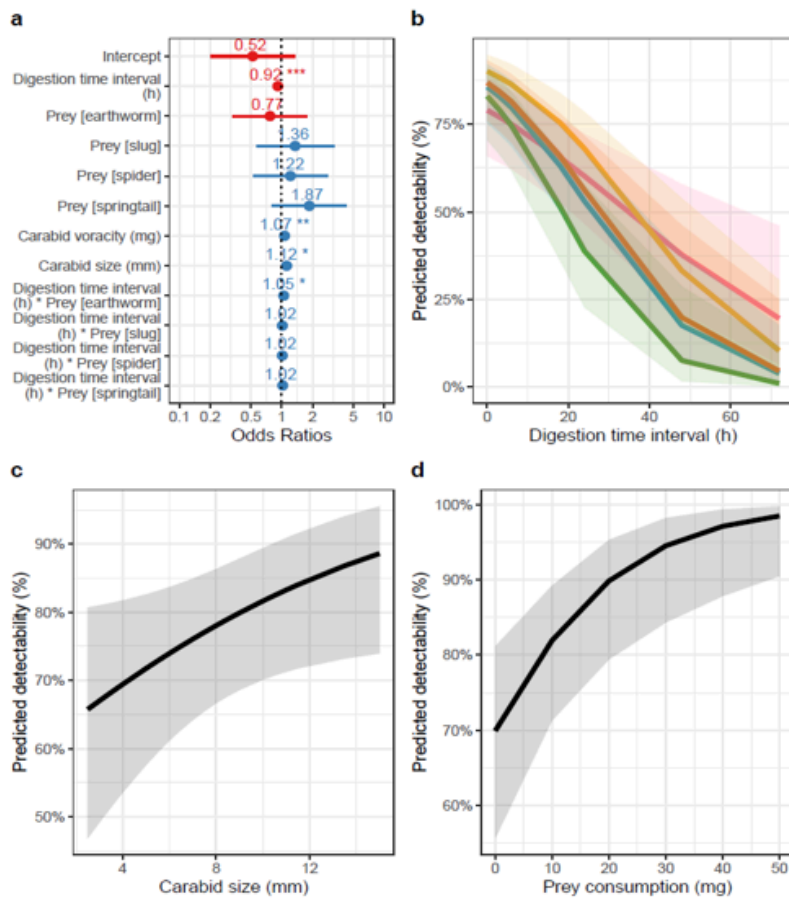 a
Intercept
0.52
Digestion time interval
(h)
0.92 ***
Prey [earthworm]
0.77
Prey [slug]
1.36
Prey [spider]
1.22
Prey [springtail]
1.87
Carabid voracity (mg)
1.07 **
Carabid size (mm)
1.12 *
Digestion time interval
(h) * Prey [earthworm]
1.05 *
Digestion time interval
(h) * Prey [slug]
1.02
Digestion time interval
(h) * Prey [spider]
1.02
Digestion time interval
(h) * Prey [springtail]
1.02
0.1 0.2 0.5 1 2 5 10
Odds Ratios
b
Predicted detectability (%)
75%
50%
25%
0%
0 20 40 60
Digestion time interval (h)
c
Predicted detectability (%)
90%
80%
70%
60%
50%
4 8 12
Carabid size (mm)
d
Predicted detectability (%)
100%
90%
80%
70%
60%
0 10 20 30 40 50
Prey consumption (mg)